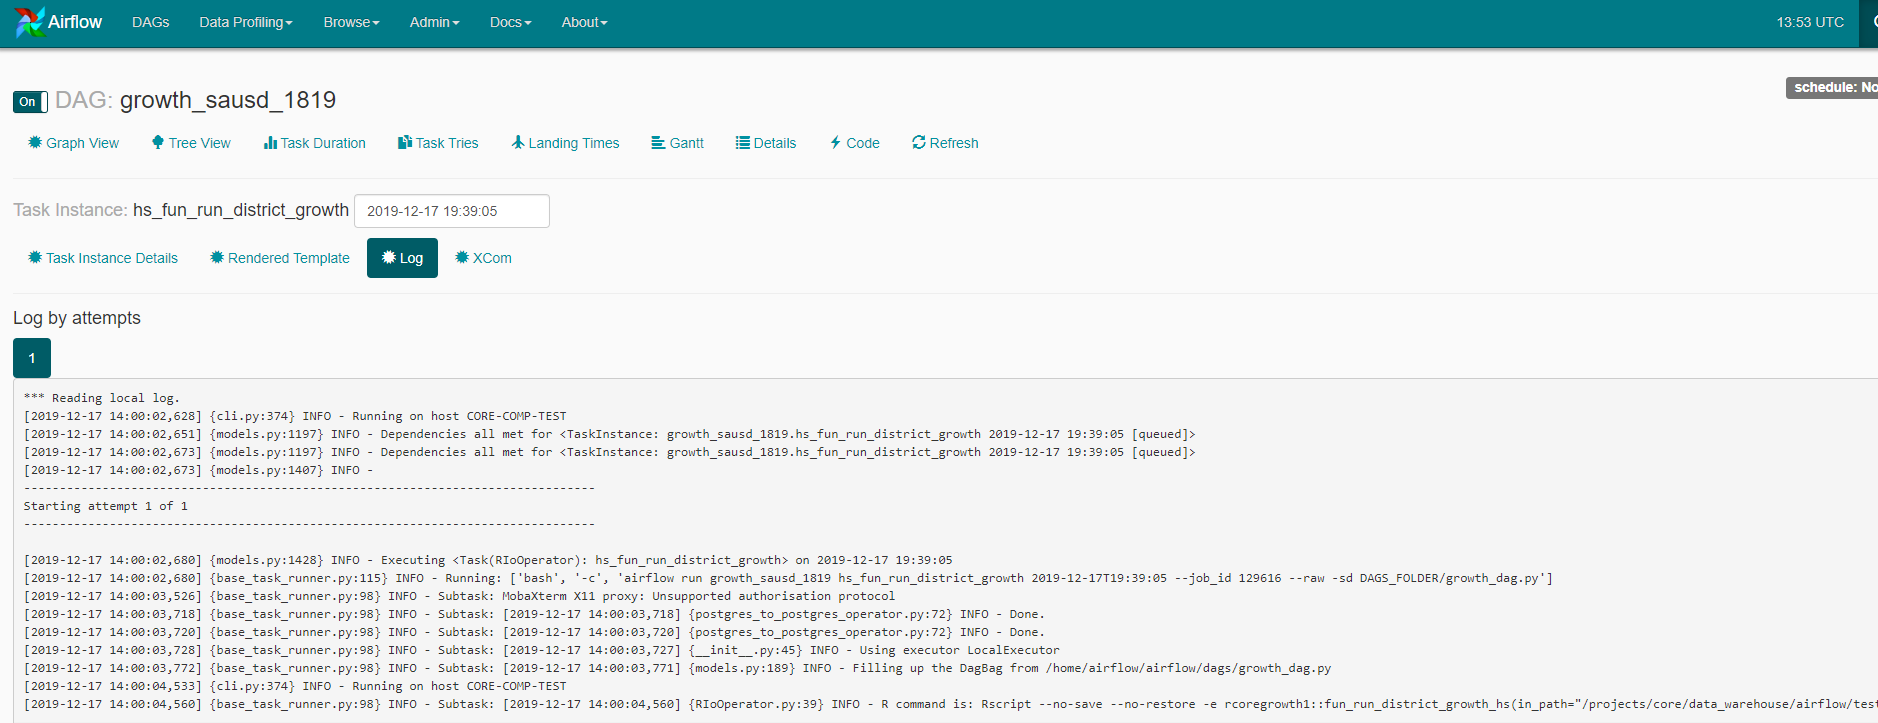 Airflow DAGs Data Profiling Browse Admin Docs About 13:53 UTC
On DAG: growth_sausd_1819 schedule: No
Graph View Tree View Task Duration Task Tries Landing Times Gantt Details Code Refresh
Task Instance: hs_fun_run_district_growth 2019-12-17 19:39:05
Task Instance Details Rendered Template Log XCom
Log by attempts
1
*** Reading local log.
[2019-12-17 14:00:02,628] {cli.py:374} INFO - Running on host CORE-COMP-TEST
[2019-12-17 14:00:02,651] {models.py:1197} INFO - Dependencies all met for <TaskInstance: growth_sausd_1819.hs_fun_run_district_growth 2019-12-17 19:39:05 [queued]>
[2019-12-17 14:00:02,673] {models.py:1197} INFO - Dependencies all met for <TaskInstance: growth_sausd_1819.hs_fun_run_district_growth 2019-12-17 19:39:05 [queued]>
[2019-12-17 14:00:02,673] {models.py:1407} INFO -
--------------------------------------------------------------------------------
Starting attempt 1 of 1
--------------------------------------------------------------------------------
[2019-12-17 14:00:02,680] {models.py:1428} INFO - Executing <Task(RIoOperator): hs_fun_run_district_growth> on 2019-12-17 19:39:05
[2019-12-17 14:00:02,680] {base_task_runner.py:115} INFO - Running: ['bash', '-c', 'airflow run growth_sausd_1819 hs_fun_run_district_growth 2019-12-17T19:39:05 --job_id 129616 --raw -sd DAGS_FOLDER/growth_dag.py']
[2019-12-17 14:00:03,526] {base_task_runner.py:98} INFO - Subtask: MobaXterm X11 proxy: Unsupported authorisation protocol
[2019-12-17 14:00:03,718] {base_task_runner.py:98} INFO - Subtask: [2019-12-17 14:00:03,718] {postgres_to_postgres_operator.py:72} INFO - Done.
[2019-12-17 14:00:03,720] {base_task_runner.py:98} INFO - Subtask: [2019-12-17 14:00:03,720] {postgres_to_postgres_operator.py:72} INFO - Done.
[2019-12-17 14:00:03,728] {base_task_runner.py:98} INFO - Subtask: [2019-12-17 14:00:03,727] {__init__.py:45} INFO - Using executor LocalExecutor
[2019-12-17 14:00:03,772] {base_task_runner.py:98} INFO - Subtask: [2019-12-17 14:00:03,771] {models.py:189} INFO - Filling up the DagBag from /home/airflow/airflow/dags/growth_dag.py
[2019-12-17 14:00:04,533] {cli.py:374} INFO - Running on host CORE-COMP-TEST
[2019-12-17 14:00:04,560] {base_task_runner.py:98} INFO - Subtask: [2019-12-17 14:00:04,560] {RIoOperator.py:39} INFO - R command is: Rscript --no-save --no-restore -e rcoregrowth1::fun_run_district_growth_hs(in_path="/projects/core/data_warehouse/airflow/test